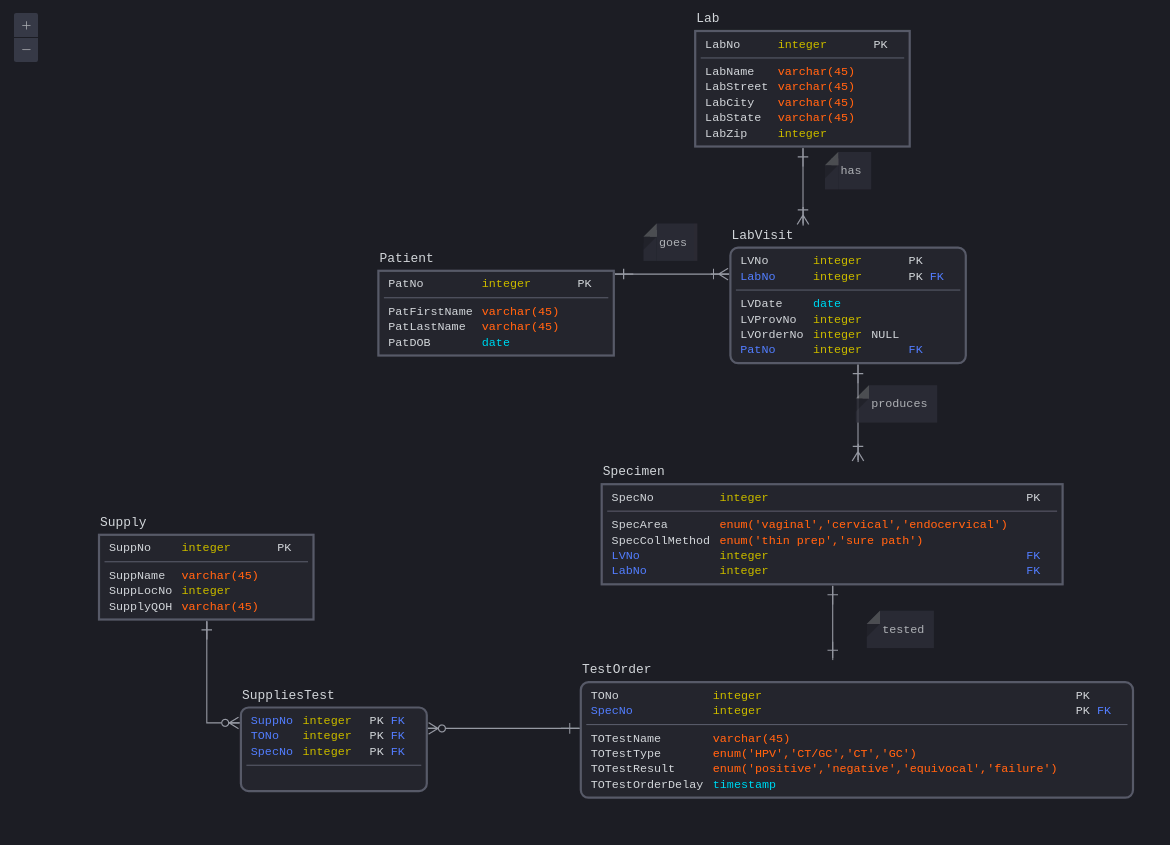 +
−
Lab
LabNo integer PK
LabName varchar(45)
LabStreet varchar(45)
LabCity varchar(45)
LabState varchar(45)
LabZip integer
has
goes
LabVisit
LVNo integer PK
LabNo integer PK FK
LVDate date
LVProvNo integer
LVOrderNo integer NULL
PatNo integer FK
Patient
PatNo integer PK
PatFirstName varchar(45)
PatLastName varchar(45)
PatDOB date
produces
Specimen
SpecNo integer PK
SpecArea enum('vaginal','cervical','endocervical')
SpecCollMethod enum('thin prep','sure path')
LVNo integer FK
LabNo integer FK
Supply
SuppNo integer PK
SuppName varchar(45)
SuppLocNo integer
SupplyQOH varchar(45)
tested
TestOrder
TONo integer PK
SpecNo integer PK FK
TOTestName varchar(45)
TOTestType enum('HPV','CT/GC','CT','GC')
TOTestResult enum('positive','negative','equivocal','failure')
TOTestOrderDelay timestamp
SuppliesTest
SuppNo integer PK FK
TONo integer PK FK
SpecNo integer PK FK